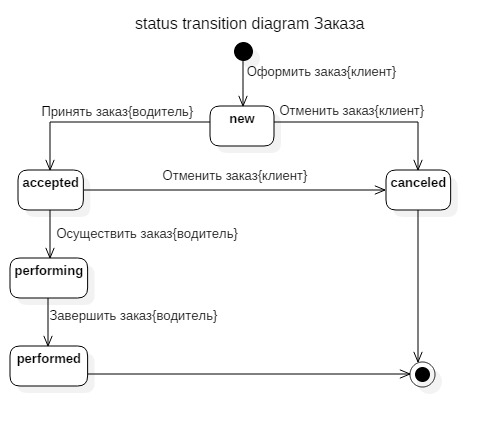 status transition diagram Заказа
Оформить заказ{клиент}
Принять заказ{водитель}
new
Отменить заказ{клиент}
accepted
Отменить заказ{клиент}
canceled
Осуществить заказ{водитель}
performing
Завершить заказ{водитель}
performed